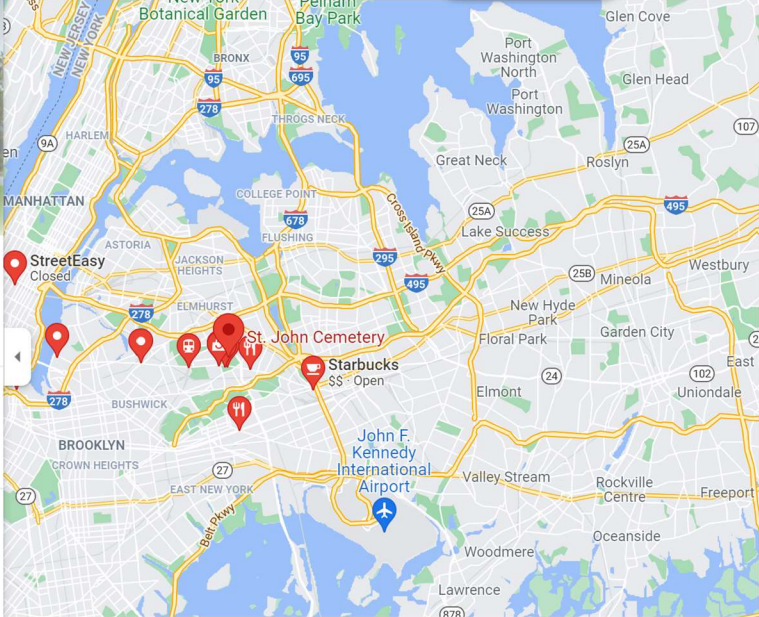 New York
Botanical Garden
Pelham
Bay Park
Glen Cove
NEW JERSEY
NEW YORK
BRONX
95
95
695
278
Port
Washington
North
Glen Head
Port
Washington
THROGS NECK
107
HARLEM
9A
25A
Great Neck
Roslyn
MANHATTAN
COLLEGE POINT
Cross Island Pkwy
25A
495
678
Lake Success
ASTORIA
FLUSHING
StreetEasy
Closed
JACKSON
HEIGHTS
295
Westbury
25B
Mineola
495
ELMHURST
278
New Hyde
Park
St. John Cemetery
Floral Park
Garden City
Starbucks
$$ · Open
East
24
102
Elmont
Uniondale
278
BUSHWICK
BROOKLYN
John F.
Kennedy
International
Airport
CROWN HEIGHTS
27
Valley Stream
Rockville
Centre
EAST NEW YORK
Freeport
27
Belt Pkwy
Oceanside
Woodmere
Lawrence
878